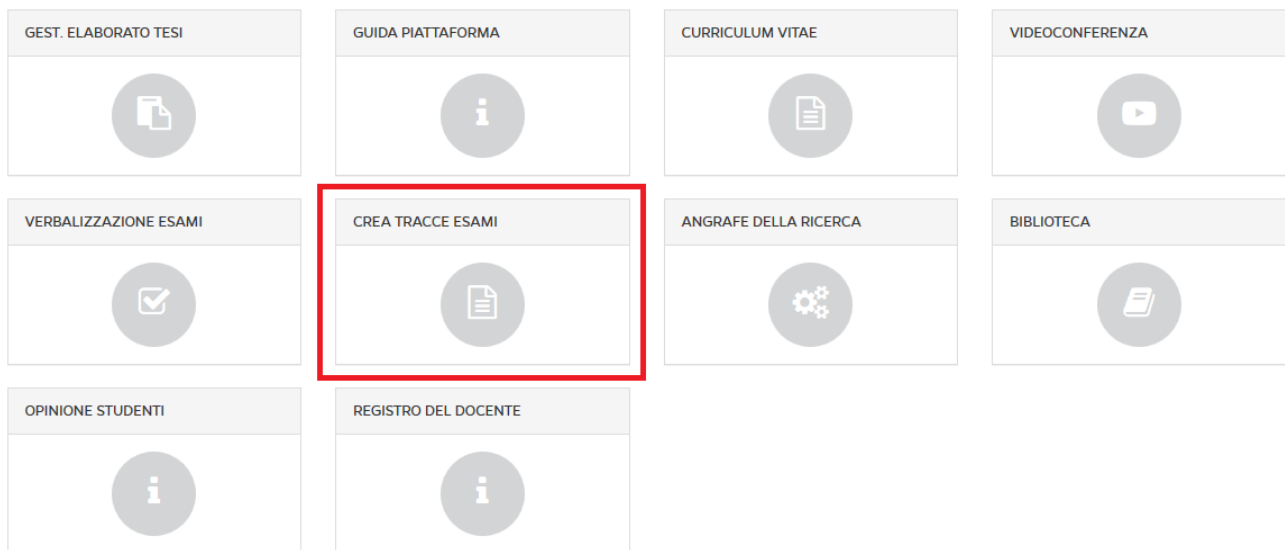 GEST. ELABORATO TESI
GUIDA PIATTAFORMA
CURRICULUM VITAE
VIDEOCONFERENZA
VERBALIZZAZIONE ESAMI
CREA TRACCE ESAMI
ANGRAFE DELLA RICERCA
BIBLIOTECA
OPINIONE STUDENTI
REGISTRO DEL DOCENTE